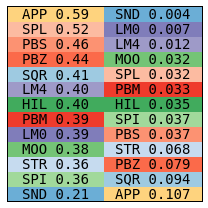 APP 0.59 SND 0.004
SPL 0.52 LM0 0.007
PBS 0.46 LM4 0.012
PBZ 0.44 MOO 0.032
SQR 0.41 SPL 0.032
LM4 0.40 PBM 0.033
HIL 0.40 HIL 0.035
PBM 0.39 SPI 0.037
LM0 0.39 PBS 0.037
MOO 0.38 STR 0.068
STR 0.36 PBZ 0.079
SPI 0.36 SQR 0.094
SND 0.21 APP 0.107